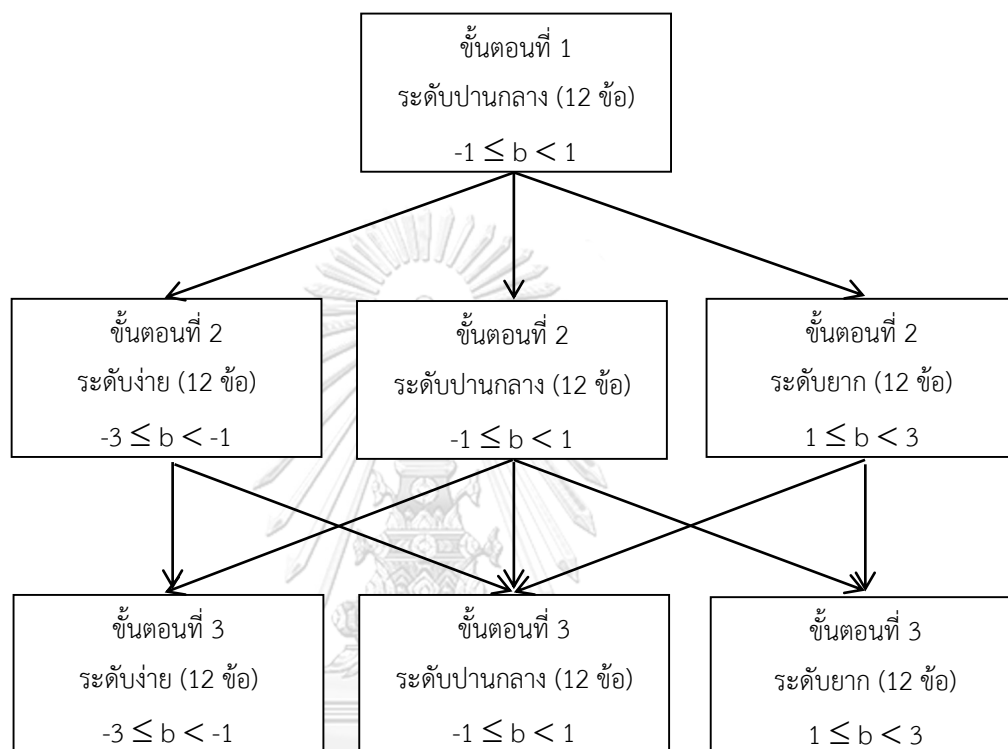 ขั้นตอนที่ 1
ระดับปานกลาง (12 ข้อ)
-1 ≤ b < 1
ขั้นตอนที่ 2
ระดับง่าย (12 ข้อ)
-3 ≤ b < -1
ขั้นตอนที่ 2
ระดับปานกลาง (12 ข้อ)
-1 ≤ b < 1
ขั้นตอนที่ 2
ระดับยาก (12 ข้อ)
1 ≤ b < 3
ขั้นตอนที่ 3
ระดับง่าย (12 ข้อ)
-3 ≤ b < -1
ขั้นตอนที่ 3
ระดับปานกลาง (12 ข้อ)
-1 ≤ b < 1
ขั้นตอนที่ 3
ระดับยาก (12 ข้อ)
1 ≤ b < 3